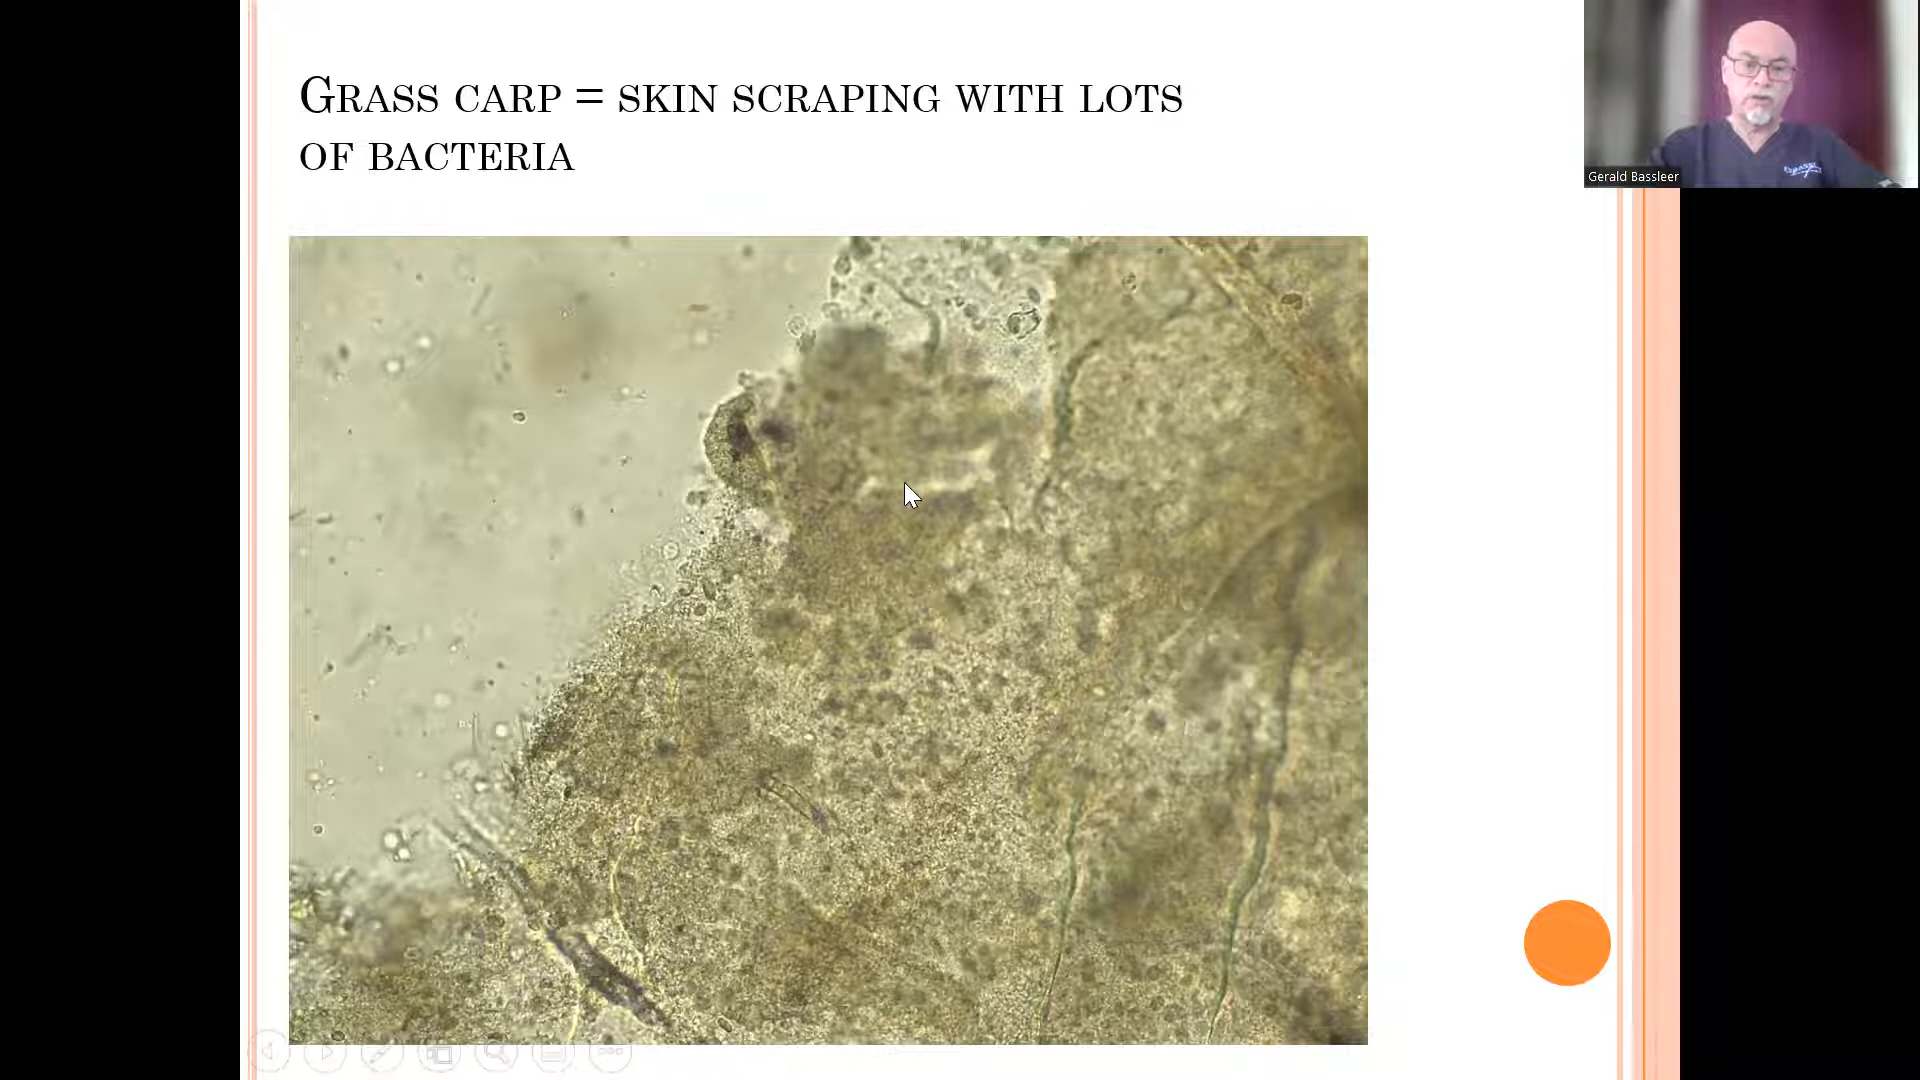 Grass carp = skin scraping with lots
of bacteria
Gerald Bassleer